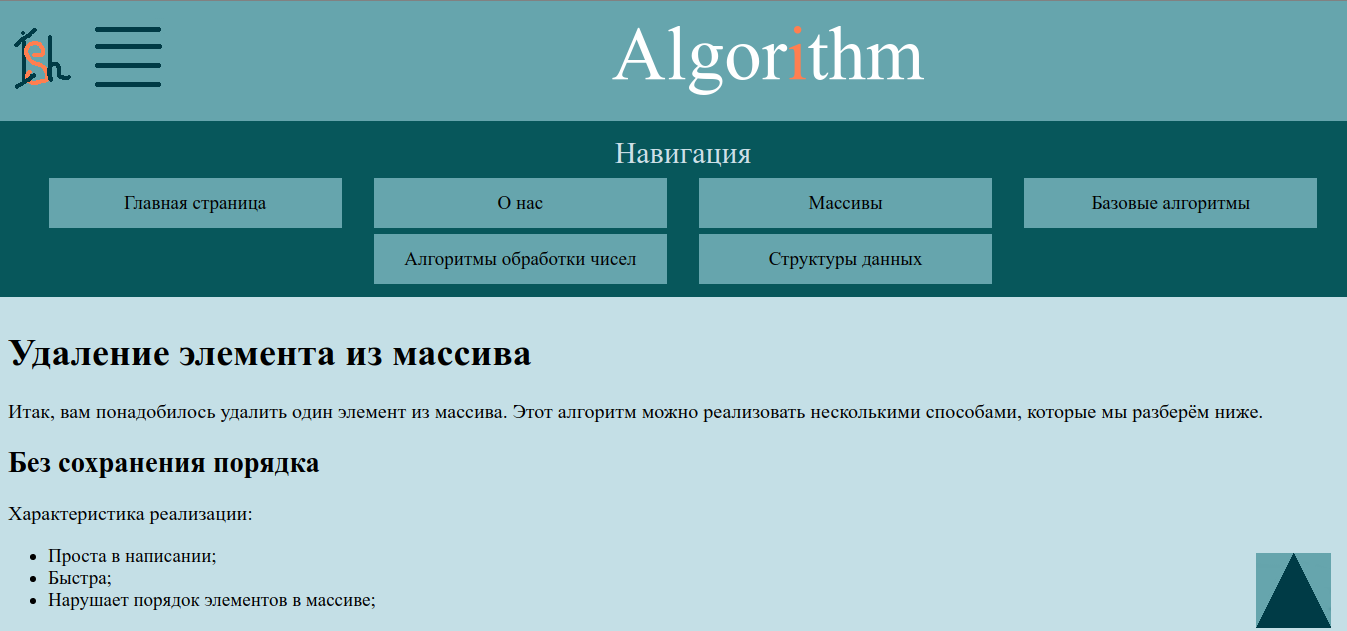 Algorithm
Навигация
Главная страница
О нас
Массивы
Базовые алгоритмы
Алгоритмы обработки чисел
Структуры данных
Удаление элемента из массива
Итак, вам понадобилось удалить один элемент из массива. Этот алгоритм можно реализовать несколькими способами, которые мы разберём ниже.
Без сохранения порядка
Характеристика реализации:
Проста в написании;
Быстра;
Нарушает порядок элементов в массиве;